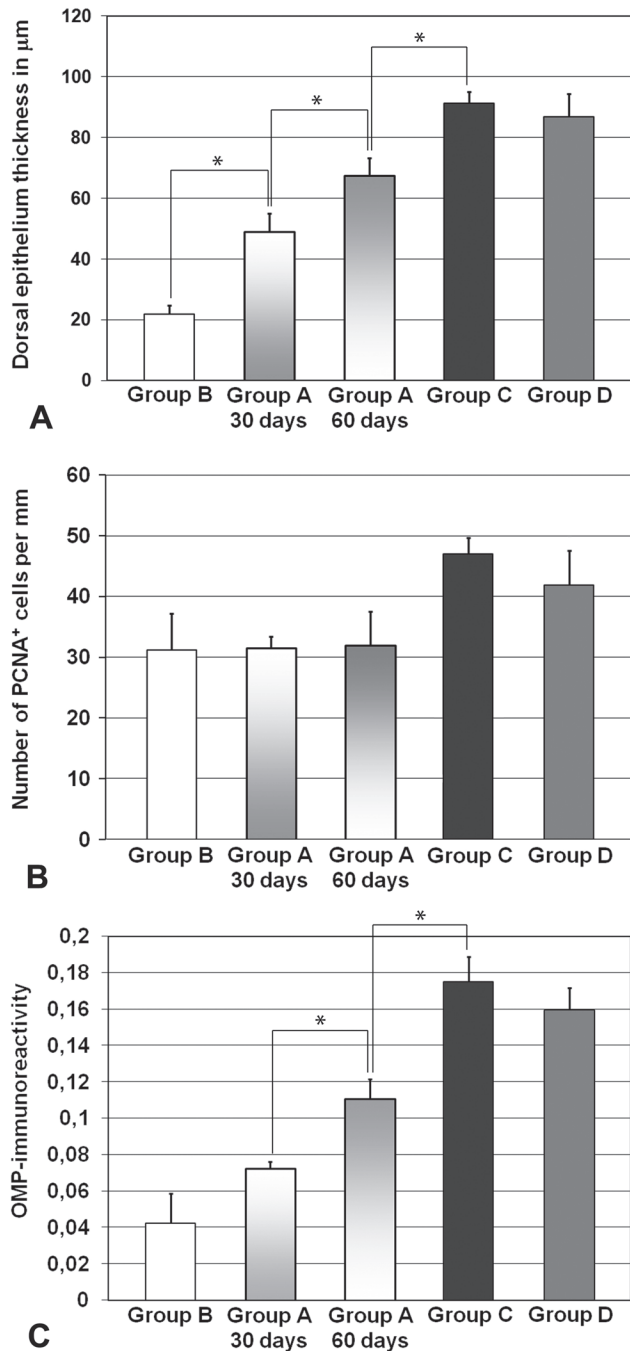 120
100
80
60
40
20
0
Dorsal epithelium thickness in µm
*
*
*
Group B
Group A
30 days
Group A
60 days
Group C
Group D
A
60
50
40
30
20
10
0
Number of PCNA⁺ cells per mm
Group B
Group A
30 days
Group A
60 days
Group C
Group D
B
0,2
0,18
0,16
0,14
0,12
0,1
0,08
0,06
0,04
0,02
0
OMP-immunoreactivity
*
*
Group B
Group A
30 days
Group A
60 days
Group C
Group D
C